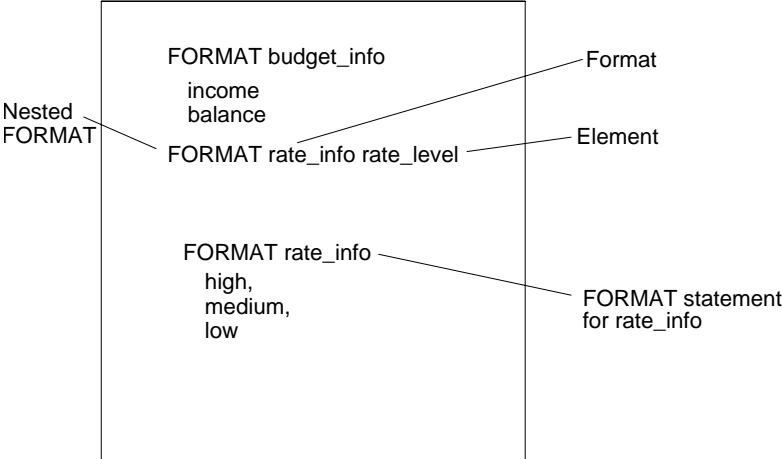 FORMAT budget_info
Format
income
balance
Nested
FORMAT
FORMAT rate_info rate_level
Element
FORMAT rate_info
high,
medium,
low
FORMAT statement
for rate_info